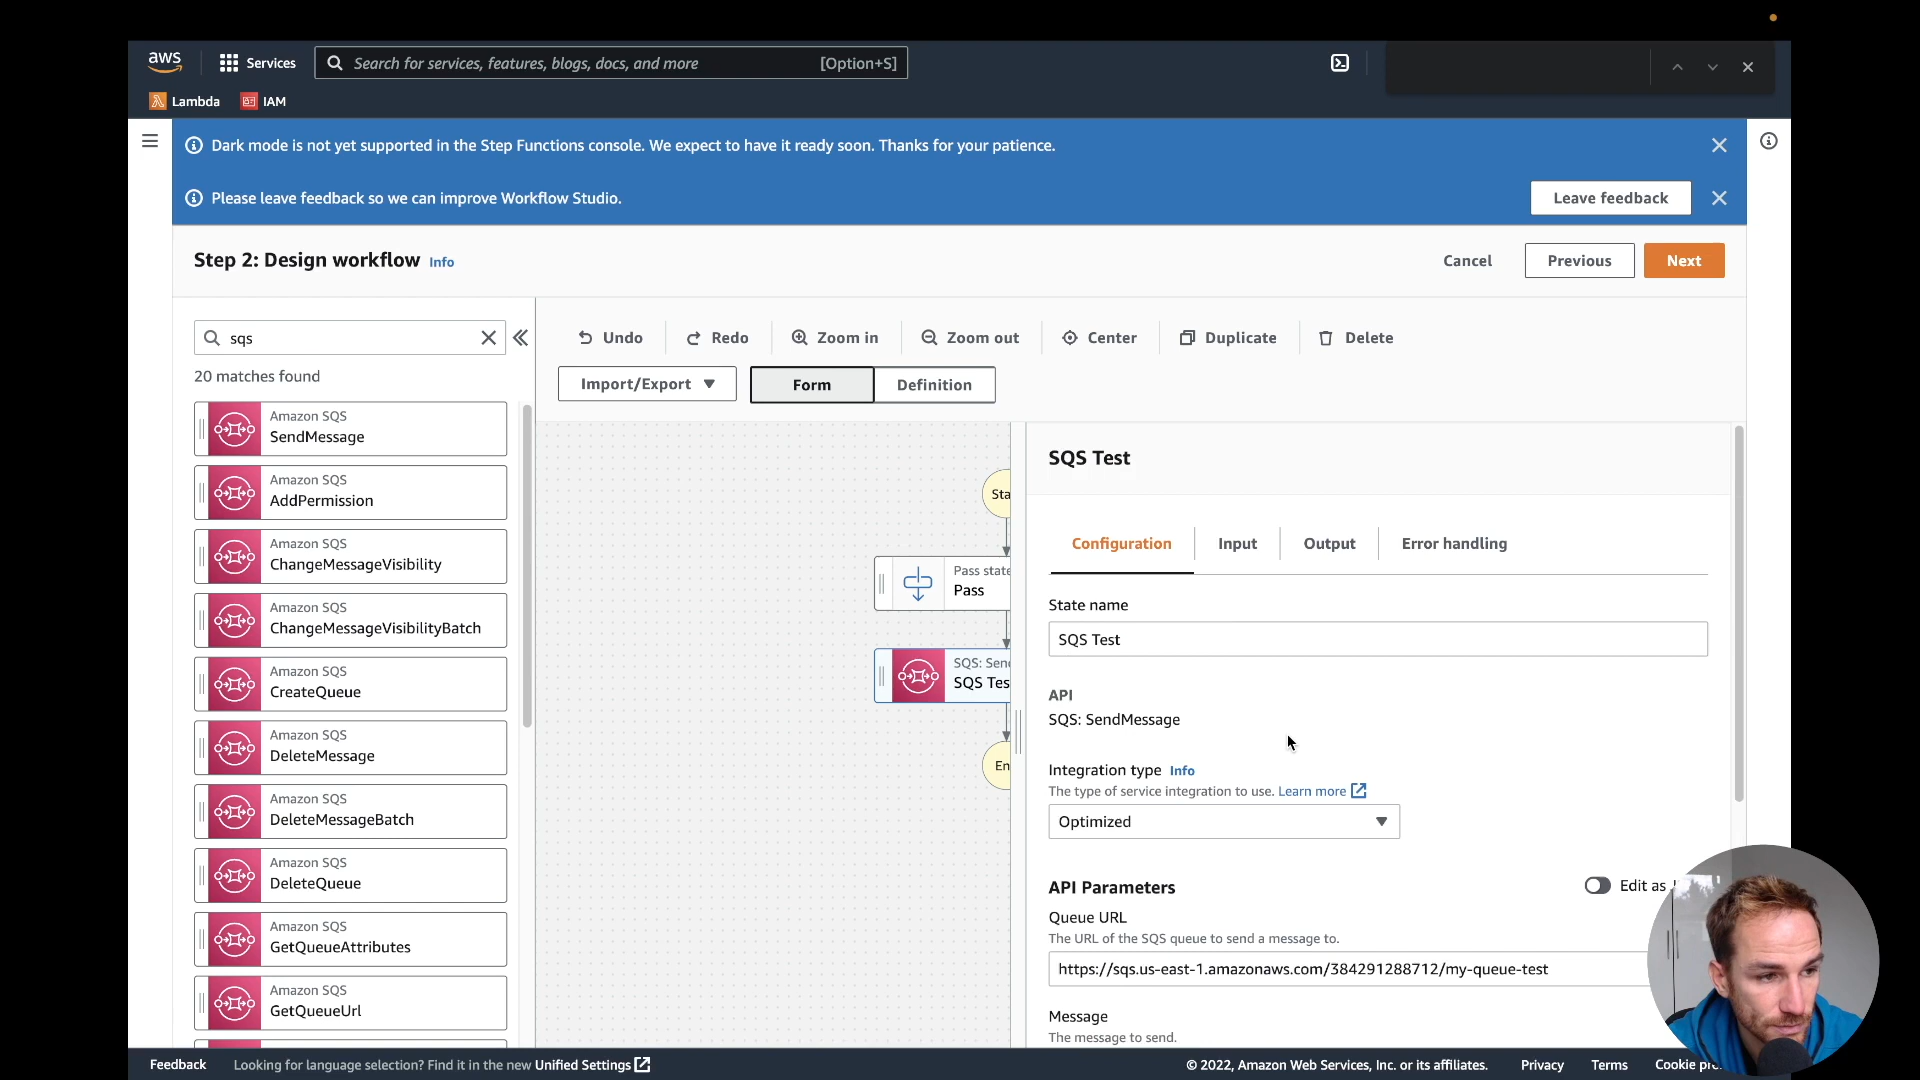 aws
Services
Search for services, features, blogs, docs, and more
[Option+S]
Lambda
IAM
Dark mode is not yet supported in the Step Functions console. We expect to have it ready soon. Thanks for your patience.
Please leave feedback so we can improve Workflow Studio.
Leave feedback
Step 2: Design workflow Info
Cancel
Previous
Next
sqs
20 matches found
Undo
Redo
Zoom in
Zoom out
Center
Duplicate
Delete
Import/Export
Form
Definition
Amazon SQS
SendMessage
Amazon SQS
AddPermission
Amazon SQS
ChangeMessageVisibility
Amazon SQS
ChangeMessageVisibilityBatch
Amazon SQS
CreateQueue
Amazon SQS
DeleteMessage
Amazon SQS
DeleteMessageBatch
Amazon SQS
DeleteQueue
Amazon SQS
GetQueueAttributes
Amazon SQS
GetQueueUrl
Sta
Pass state
Pass
SQS: Sen
SQS Tes
En
SQS Test
Configuration
Input
Output
Error handling
State name
SQS Test
API
SQS: SendMessage
Integration type Info
The type of service integration to use. Learn more
Optimized
API Parameters
Edit as
Queue URL
The URL of the SQS queue to send a message to.
https://sqs.us-east-1.amazonaws.com/384291288712/my-queue-test
Message
The message to send.
Feedback
Looking for language selection? Find it in the new Unified Settings
© 2022, Amazon Web Services, Inc. or its affiliates.
Privacy
Terms
Cookie